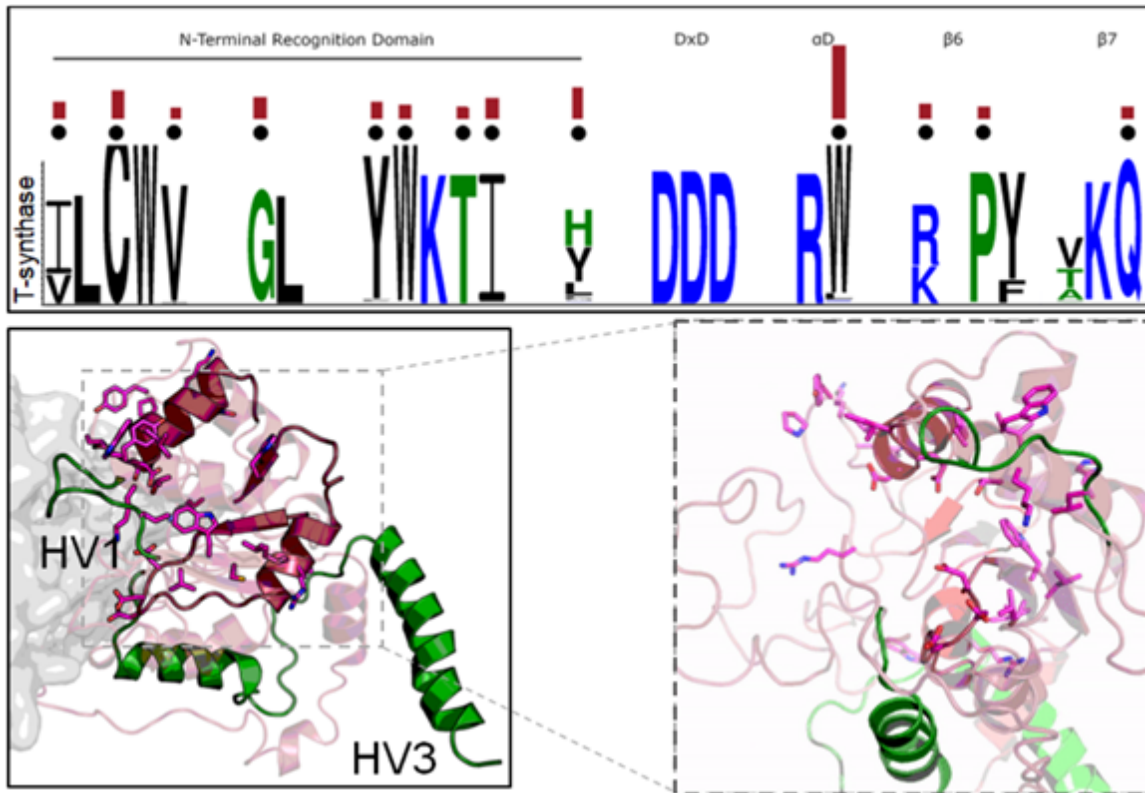 N-Terminal Recognition Domain DxD αD β6 β7
T-synthase
I L C W V G L Y W K T I H D D D R W R P Y V K Q
V Y K F T
L A
HV1
HV3